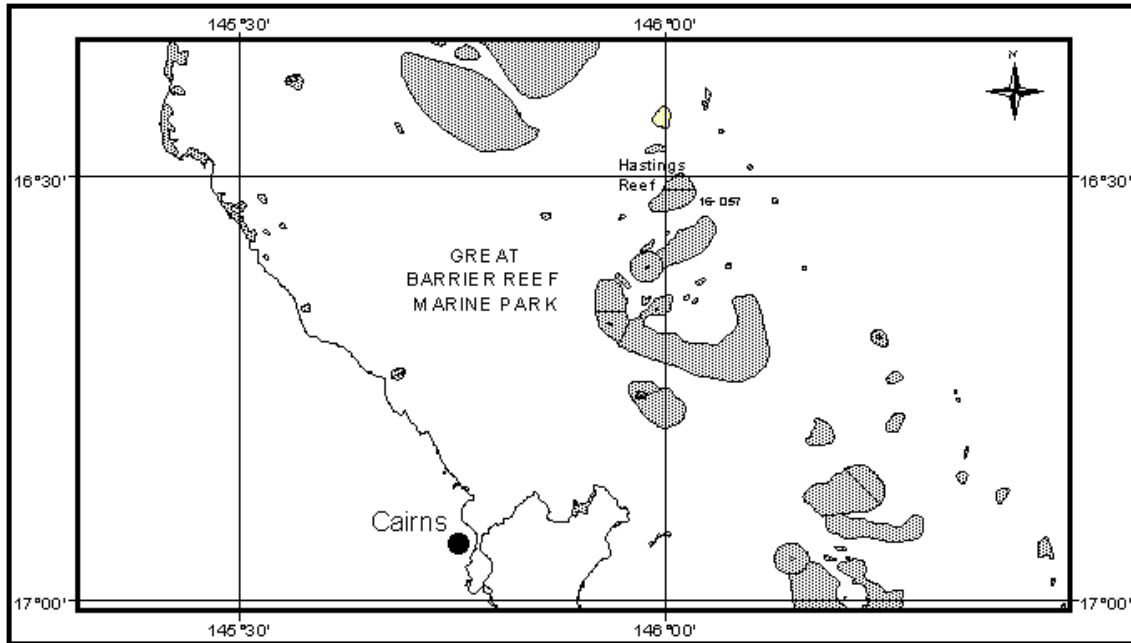 145°30'
146°00'
N
Hastings
Reef
16°30'
16°30'
16-057
GREAT
BARRIER REEF
MARINE PARK
Cairns
17°00'
17°00'
145°30'
146°00'